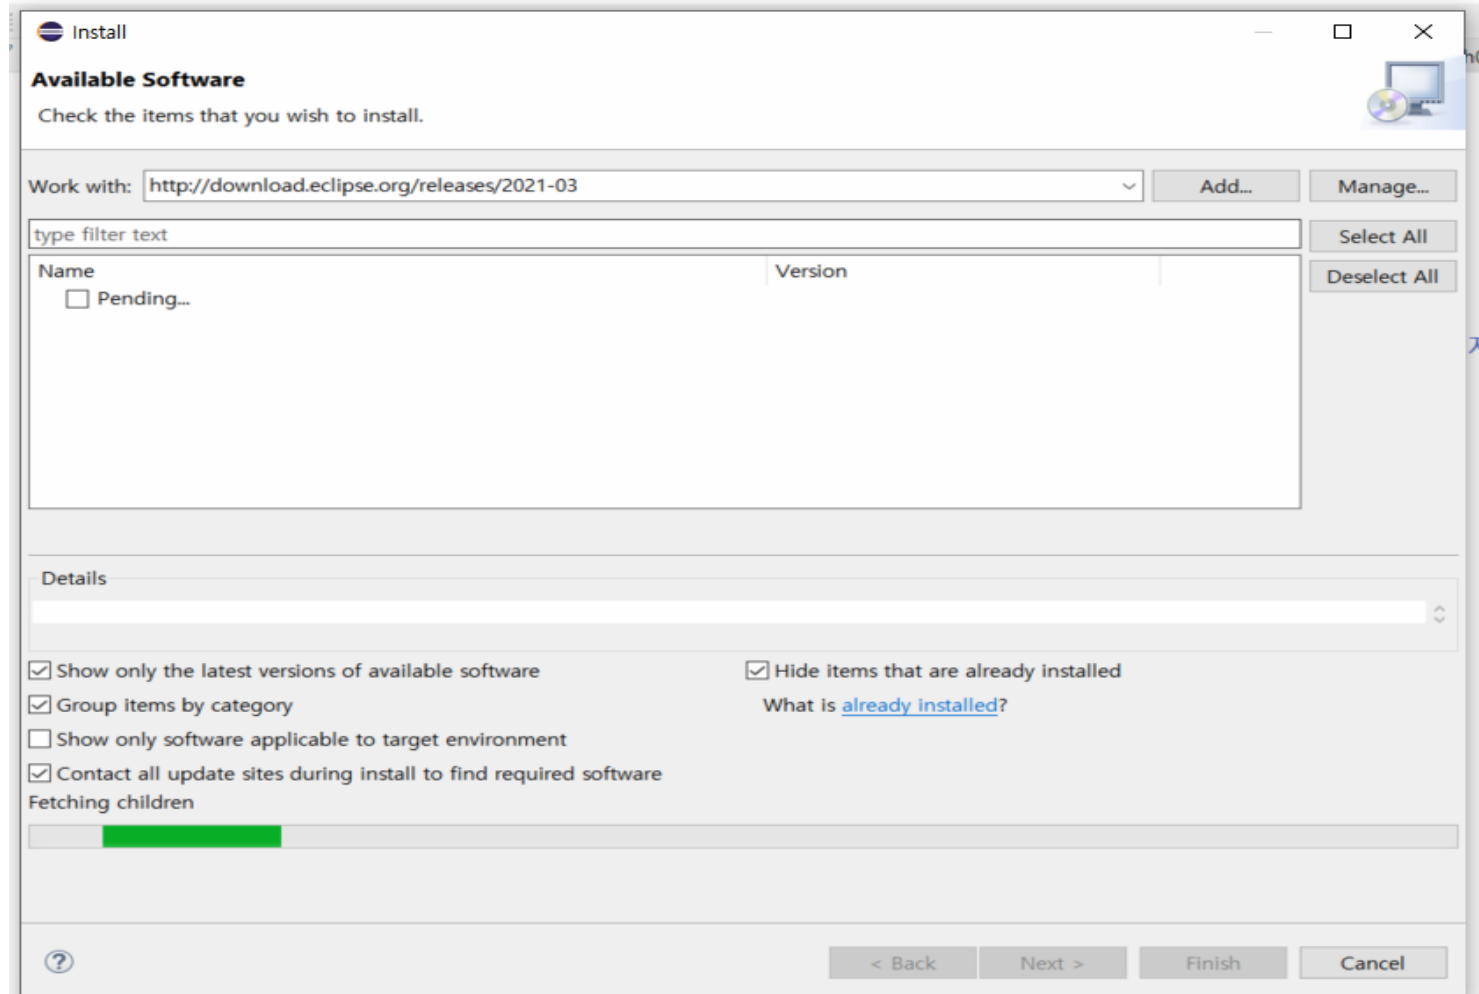 Install
Available Software
Check the items that you wish to install.
Work with: http://download.eclipse.org/releases/2021-03 Add... Manage...
type filter text Select All
Name Version Deselect All
Pending...
Details
Show only the latest versions of available software Hide items that are already installed
Group items by category What is already installed?
Show only software applicable to target environment
Contact all update sites during install to find required software
Fetching children
< Back Next > Finish Cancel